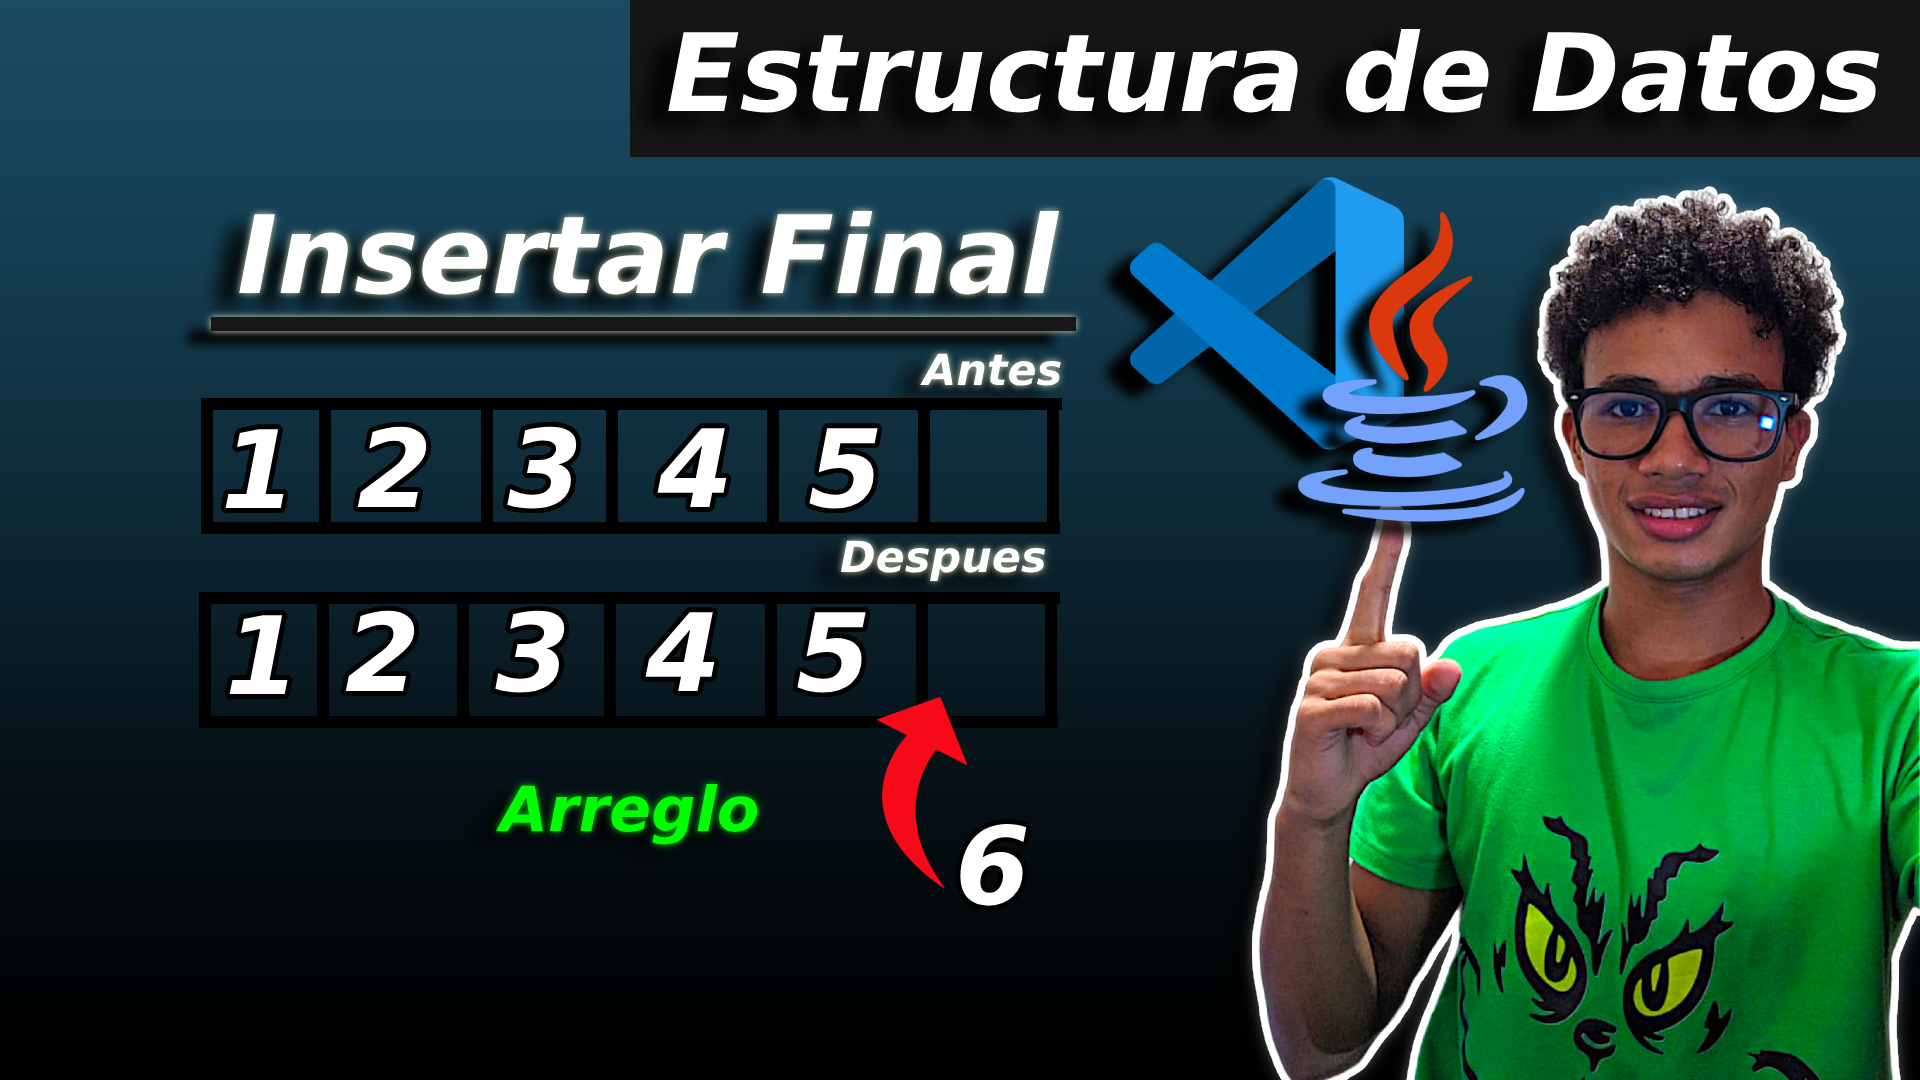 Estructura de Datos
Insertar Final
Antes
1 2 3 4 5
Despues
1 2 3 4 5
Arreglo
6